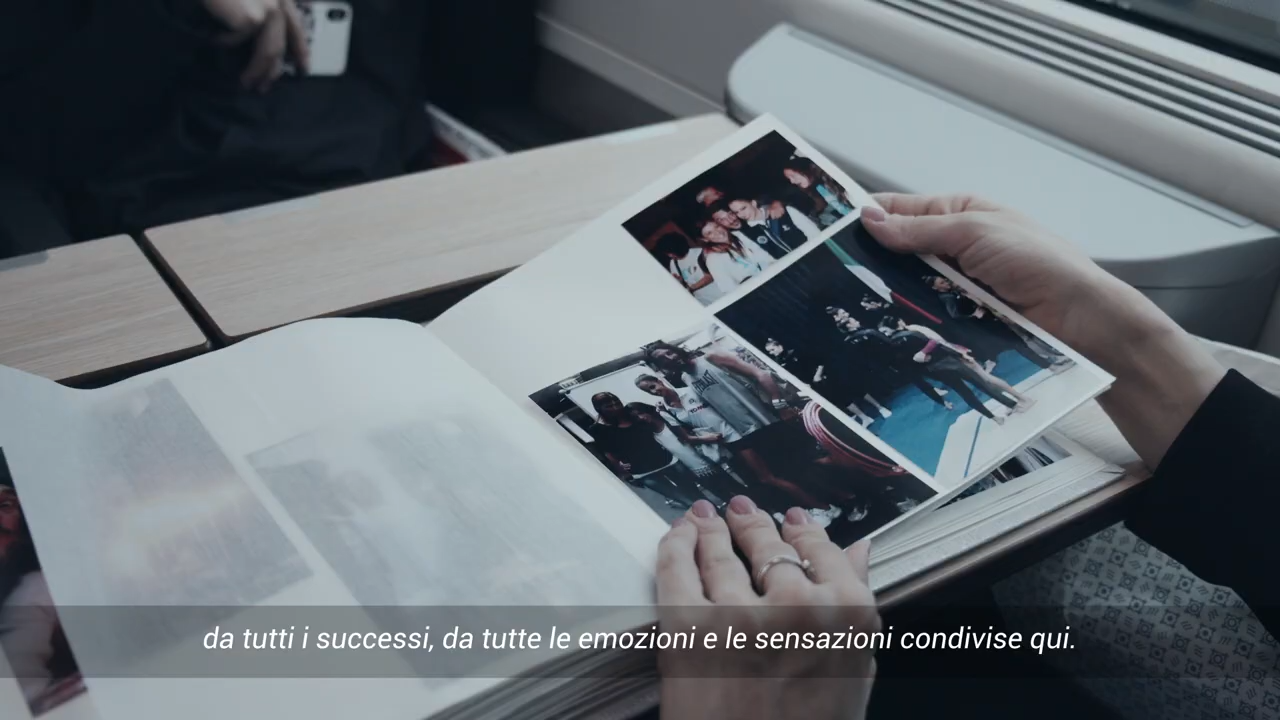 da tutti i successi, da tutte le emozioni e le sensazioni condivise qui.